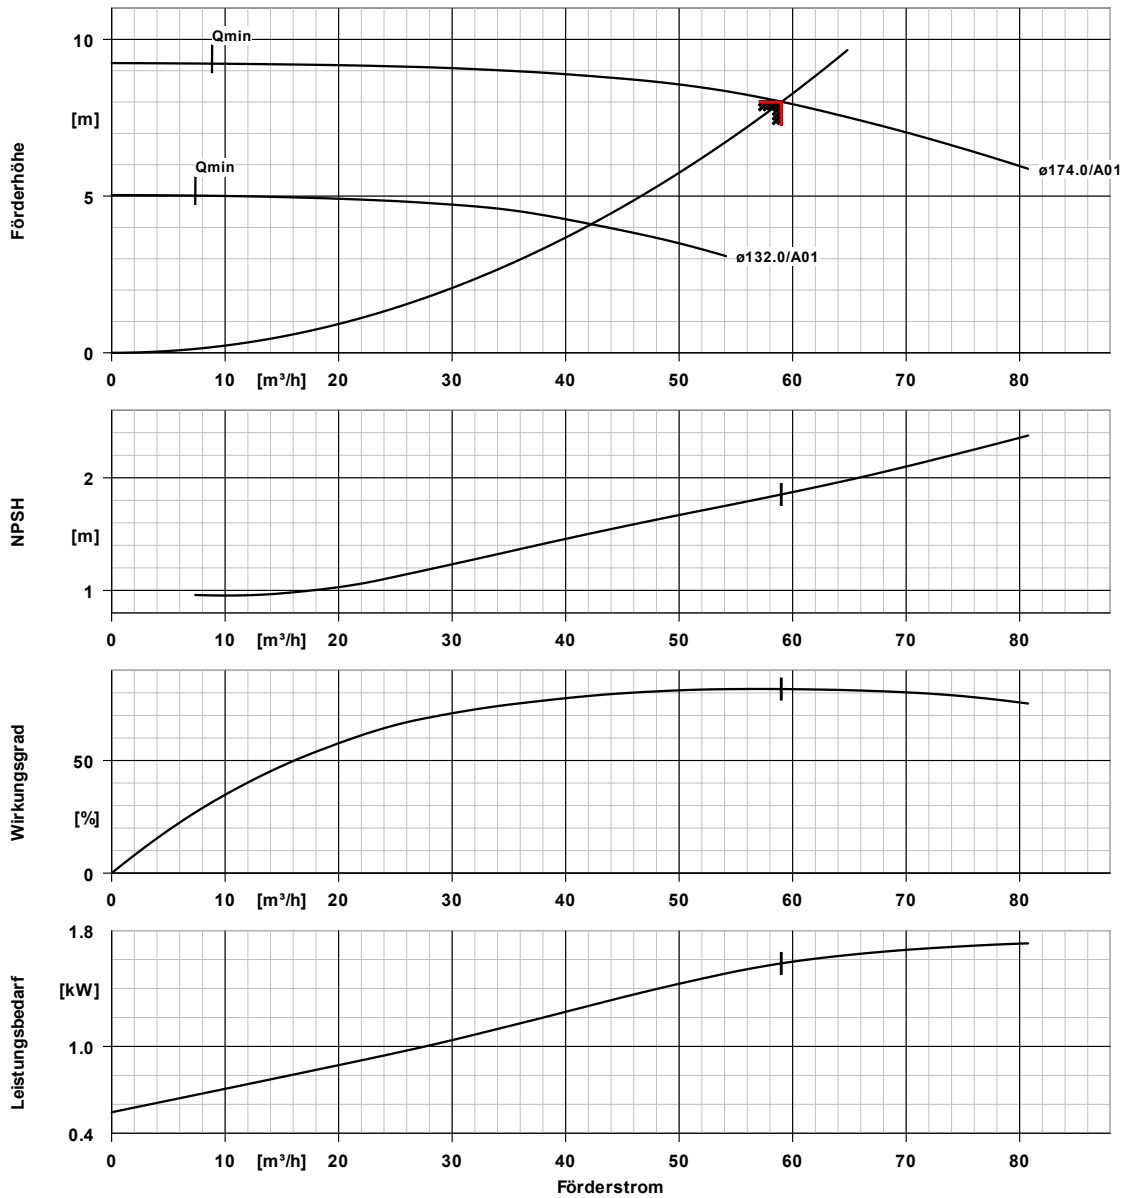 Qmin
10
[m]
Förderhöhe
Qmin
ø174.0/A01
5
ø132.0/A01
0
0 10 [m³/h] 20 30 40 50 60 70 80
2
NPSH
[m]
1
0 10 [m³/h] 20 30 40 50 60 70 80
50
Wirkungsgrad
[%]
0
0 10 [m³/h] 20 30 40 50 60 70 80
1.8
[kW]
Leistungsbedarf
1.0
0.4
0 10 [m³/h] 20 30 40 50 60 70 80
Förderstrom